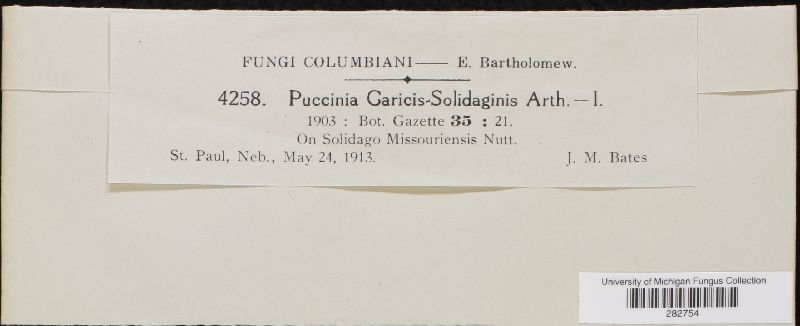 FUNGI COLUMBIANI—— E. Bartholomew.
4258. Puccinia Caricis-Solidaginis Arth. — I.
1903 : Bot. Gazette 35 : 21.
On Solidago Missouriensis Nutt.
St. Paul, Neb., May 24, 1913. J. M. Bates
University of Michigan Fungus Collection
282754